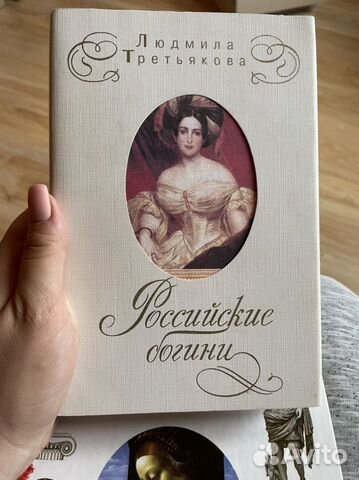 Людмила
Третьякова
Российские
богини
Avito